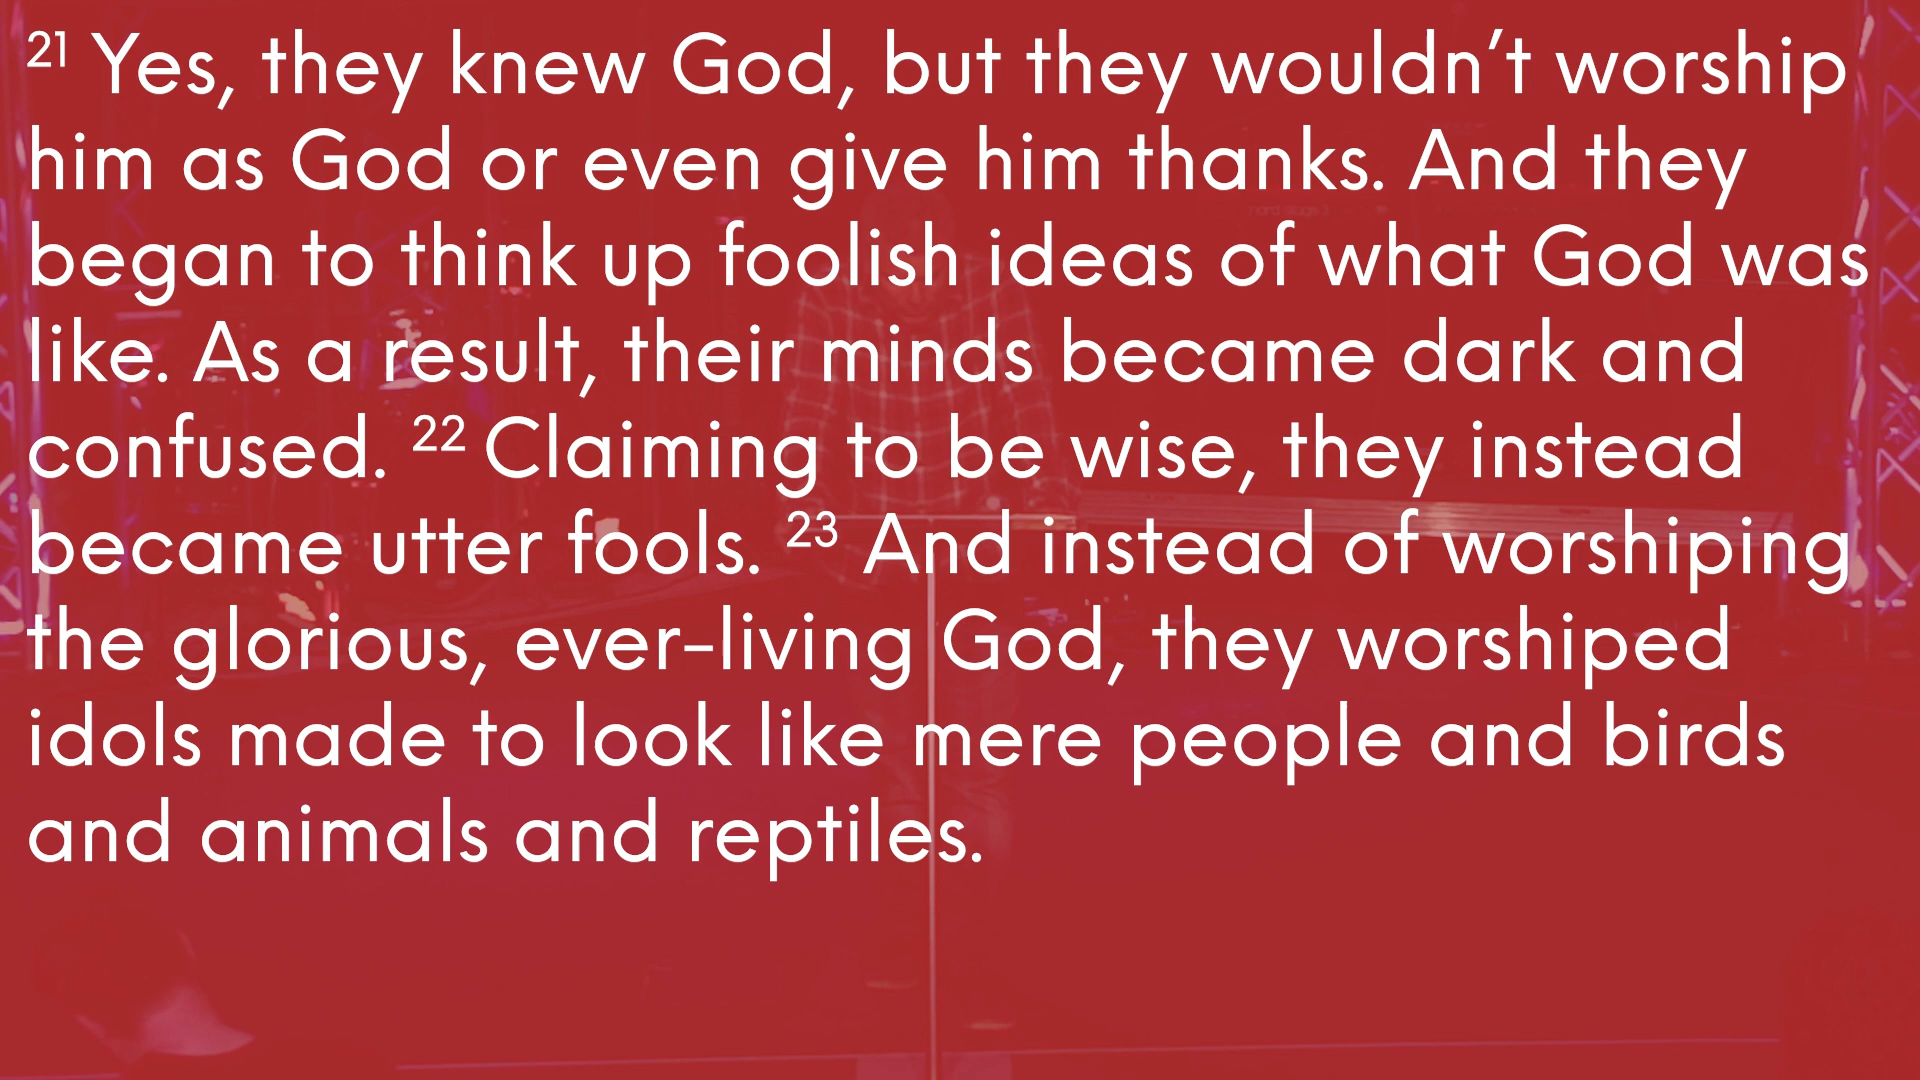 21 Yes, they knew God, but they wouldn’t worship
him as God or even give him thanks. And they
began to think up foolish ideas of what God was
like. As a result, their minds became dark and
confused. 22 Claiming to be wise, they instead
became utter fools. 23 And instead of worshiping
the glorious, ever-living God, they worshiped
idols made to look like mere people and birds
and animals and reptiles.